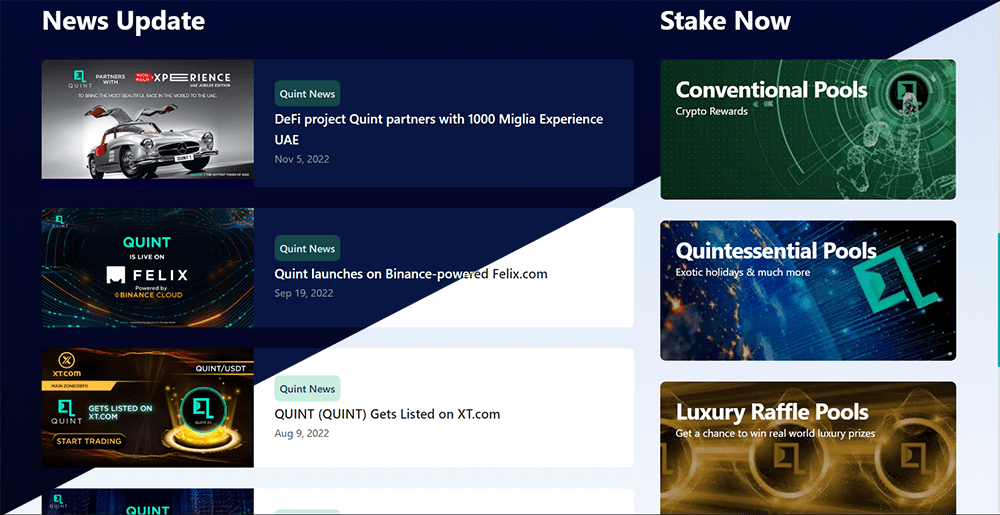 News Update
Stake Now
QUINT
PARTNERS WITH
XPERIENCE
UAE JUBILEE EDITION
TO BRING THE MOST BEAUTIFUL RACE IN THE WORLD TO THE UAE.
QUINT 1
Quint News
DeFi project Quint partners with 1000 Miglia Experience
UAE
Nov 5, 2022
QUINT
IS LIVE ON
FELIX
Powered by
BINANCE CLOUD
Quint News
Quint launches on Binance-powered Felix.com
Sep 19, 2022
XT.com
QUINT/USDT
MAIN ZONE(DEFI)
QUINT
GETS LISTED ON
XT.COM
START TRADING
Quint News
QUINT (QUINT) Gets Listed on XT.com
Aug 9, 2022
QUINT
Conventional Pools
Crypto Rewards
Quintessential Pools
Exotic holidays & much more
Luxury Raffle Pools
Get a chance to win real world luxury prizes